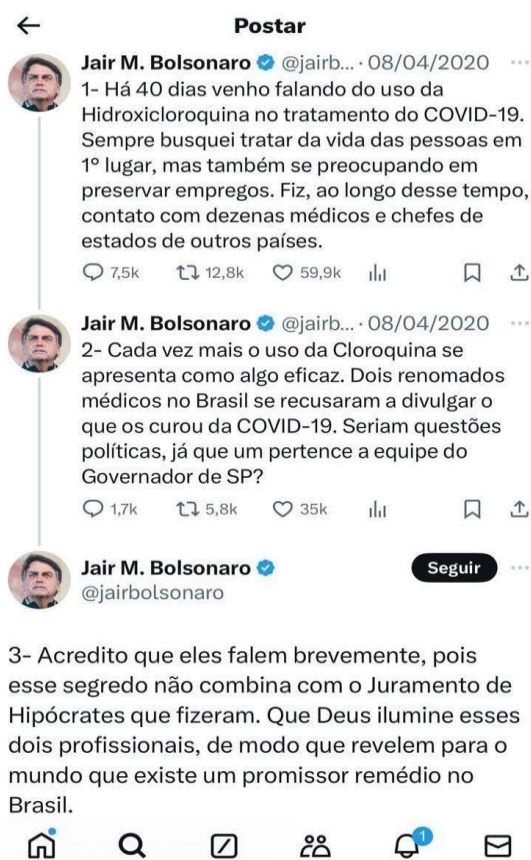 Postar
Jair M. Bolsonaro @jairb... · 08/04/2020
1- Há 40 dias venho falando do uso da
Hidroxicloroquina no tratamento do COVID-19.
Sempre busquei tratar da vida das pessoas em
1° lugar, mas também se preocupando em
preservar empregos. Fiz, ao longo desse tempo,
contato com dezenas médicos e chefes de
estados de outros países.
7,5k 12,8k 59,9k
Jair M. Bolsonaro @jairb... · 08/04/2020
2- Cada vez mais o uso da Cloroquina se
apresenta como algo eficaz. Dois renomados
médicos no Brasil se recusaram a divulgar o
que os curou da COVID-19. Seriam questões
políticas, já que um pertence a equipe do
Governador de SP?
1,7k 5,8k 35k
Jair M. Bolsonaro Seguir
@jairbolsonaro
3- Acredito que eles falem brevemente, pois
esse segredo não combina com o Juramento de
Hipócrates que fizeram. Que Deus ilumine esses
dois profissionais, de modo que revelem para o
mundo que existe um promissor remédio no
Brasil.
1